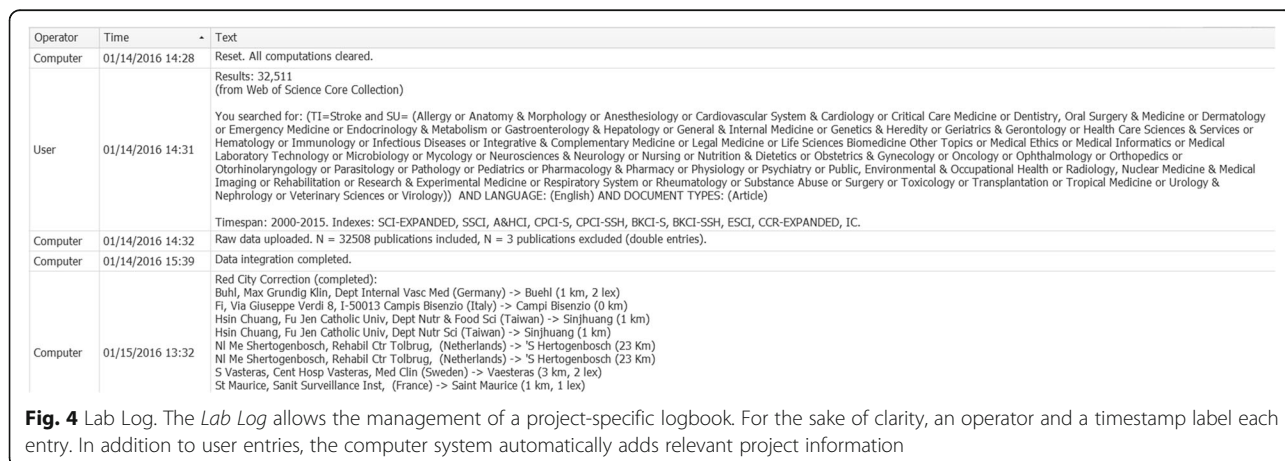 Operator Time Text
Computer 01/14/2016 14:28 Reset. All computations cleared.
Results: 32,511
(from Web of Science Core Collection)
You searched for: (TI=Stroke and SU= (Allergy or Anatomy & Morphology or Anesthesiology or Cardiovascular System & Cardiology or Critical Care Medicine or Dentistry, Oral Surgery & Medicine or Dermatology
or Emergency Medicine or Endocrinology & Metabolism or Gastroenterology & Hepatology or General & Internal Medicine or Genetics & Heredity or Geriatrics & Gerontology or Health Care Sciences & Services or
User 01/14/2016 14:31 Hematology or Immunology or Infectious Diseases or Integrative & Complementary Medicine or Legal Medicine or Life Sciences Biomedicine Other Topics or Medical Ethics or Medical Informatics or Medical
Laboratory Technology or Microbiology or Mycology or Neurosciences & Neurology or Nursing or Nutrition & Dietetics or Obstetrics & Gynecology or Oncology or Ophthalmology or Orthopedics or
Otorhinolaryngology or Parasitology or Pathology or Pediatrics or Pharmacology & Pharmacy or Physiology or Psychiatry or Public, Environmental & Occupational Health or Radiology, Nuclear Medicine & Medical
Imaging or Rehabilitation or Research & Experimental Medicine or Respiratory System or Rheumatology or Substance Abuse or Surgery or Toxicology or Transplantation or Tropical Medicine or Urology &
Nephrology or Veterinary Sciences or Virology)) AND LANGUAGE: (English) AND DOCUMENT TYPES: (Article)
Timespan: 2000-2015. Indexes: SCI-EXPANDED, SSCI, A&HCI, CPCI-S, CPCI-SSH, BKCI-S, BKCI-SSH, ESCI, CCR-EXPANDED, IC.
Computer 01/14/2016 14:32 Raw data uploaded. N = 32508 publications included, N = 3 publications excluded (double entries).
Computer 01/14/2016 15:39 Data integration completed.
Red City Correction (completed):
Buhl, Max Grundig Klin, Dept Internal Vasc Med (Germany) -> Buehl (1 km, 2 lex)
Fi, Via Giuseppe Verdi 8, I-50013 Campis Bisenzio (Italy) -> Campi Bisenzio (0 km)
Hsin Chuang, Fu Jen Catholic Univ, Dept Nutr & Food Sci (Taiwan) -> Sinjhuang (1 km)
Hsin Chuang, Fu Jen Catholic Univ, Dept Nutr Sci (Taiwan) -> Sinjhuang (1 km)
Computer 01/15/2016 13:32 Nl Me Shertogenbosch, Rehabil Ctr Tolbrug, (Netherlands) -> 'S Hertogenbosch (23 Km)
Nl Me Shertogenbosch, Rehabil Ctr Tolbrug, (Netherlands) -> 'S Hertogenbosch (23 Km)
S Vasteras, Cent Hosp Vasteras, Med Clin (Sweden) -> Vaesteras (3 km, 2 lex)
St Maurice, Sanit Surveillance Inst, (France) -> Saint Maurice (1 km, 1 lex)
Fig. 4 Lab Log. The Lab Log allows the management of a project-specific logbook. For the sake of clarity, an operator and a timestamp label each
entry. In addition to user entries, the computer system automatically adds relevant project information